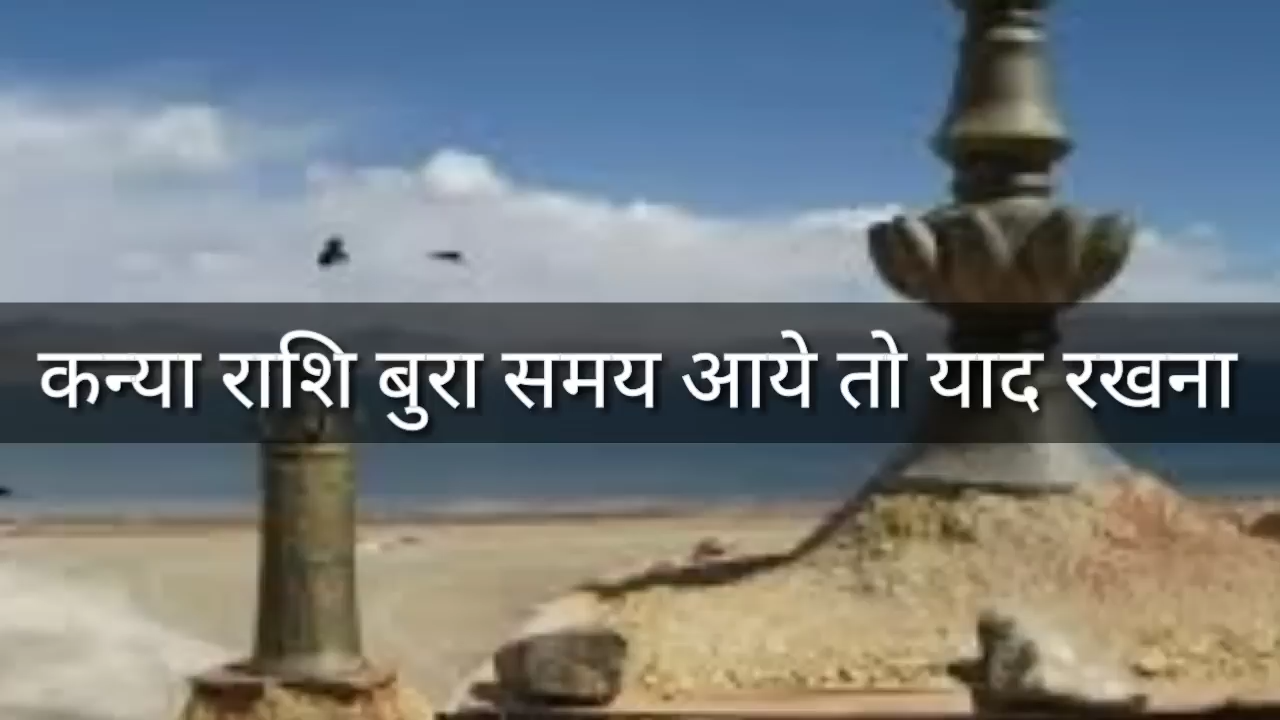 कन्या राशि बुरा समय आये तो याद रखना